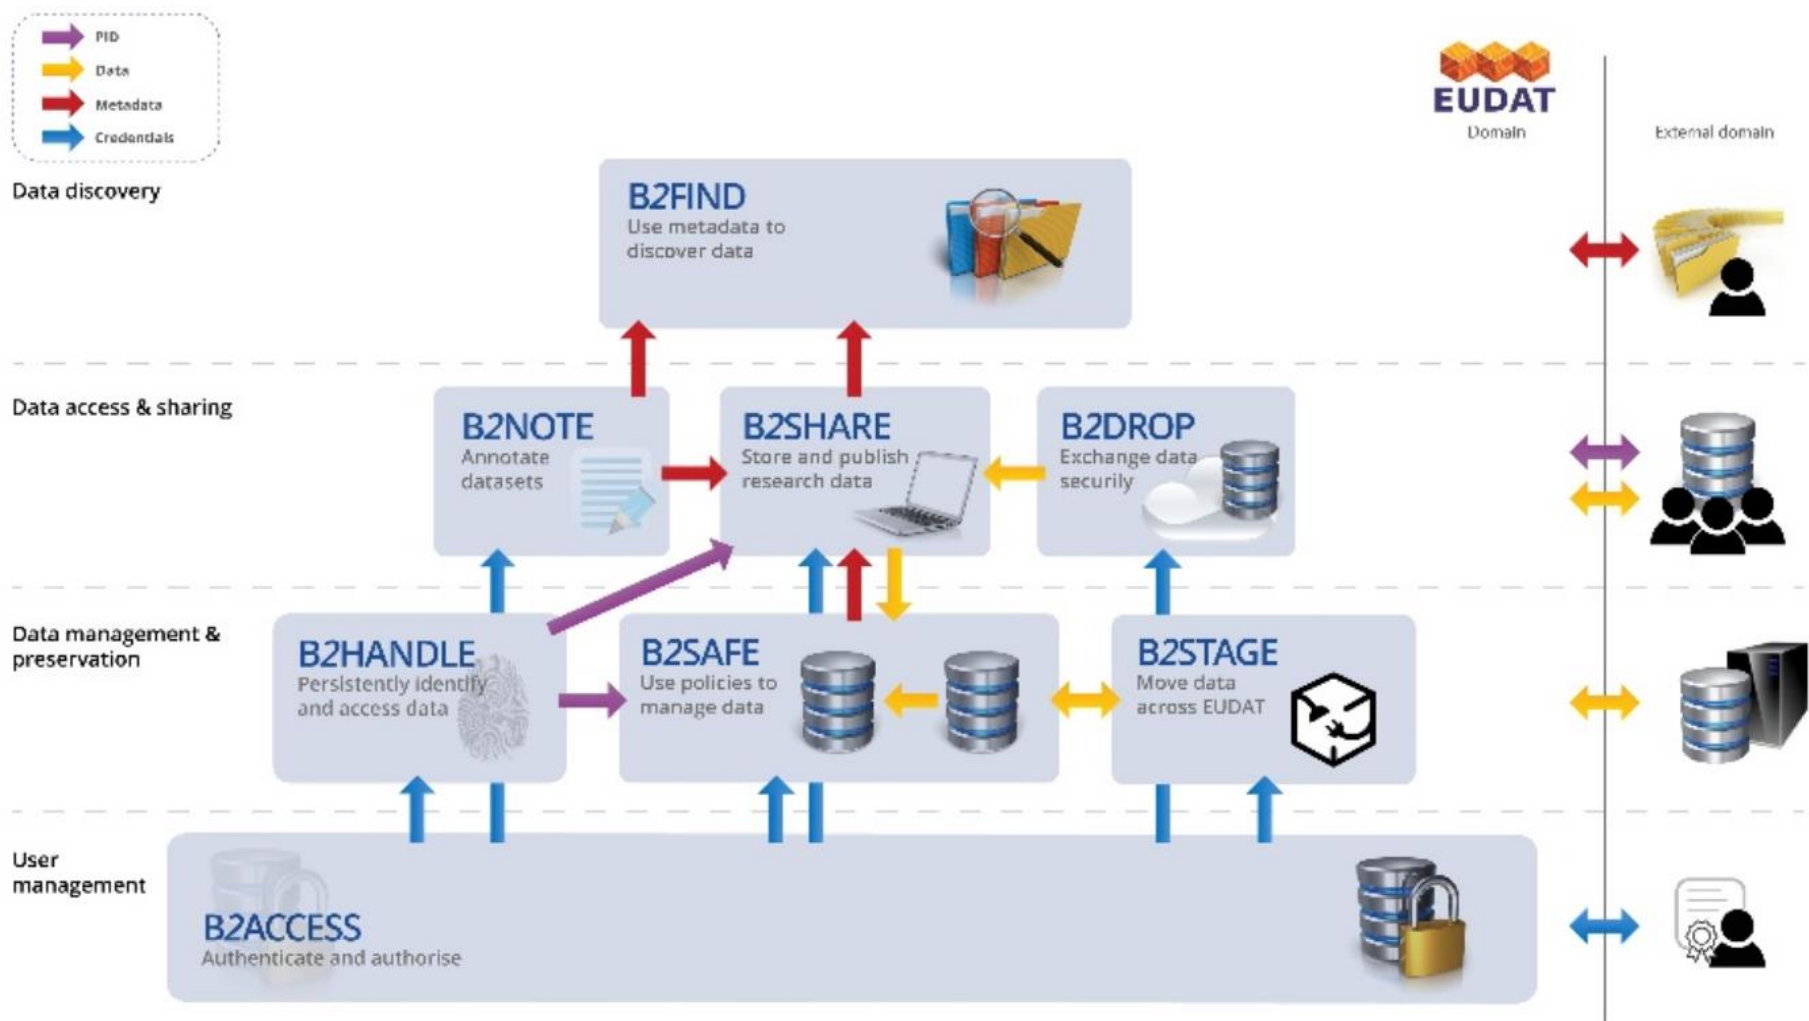 PID
Data
Metadata
Credentials
EUDAT
Domain
External domain
Data discovery
B2FIND
Use metadata to
discover data
Data access & sharing
B2NOTE
Annotate
datasets
B2SHARE
Store and publish
research data
B2DROP
Exchange data
securily
Data management &
preservation
B2HANDLE
Persistently identify
and access data
B2SAFE
Use policies to
manage data
B2STAGE
Move data
across EUDAT
User
management
B2ACCESS
Authenticate and authorise